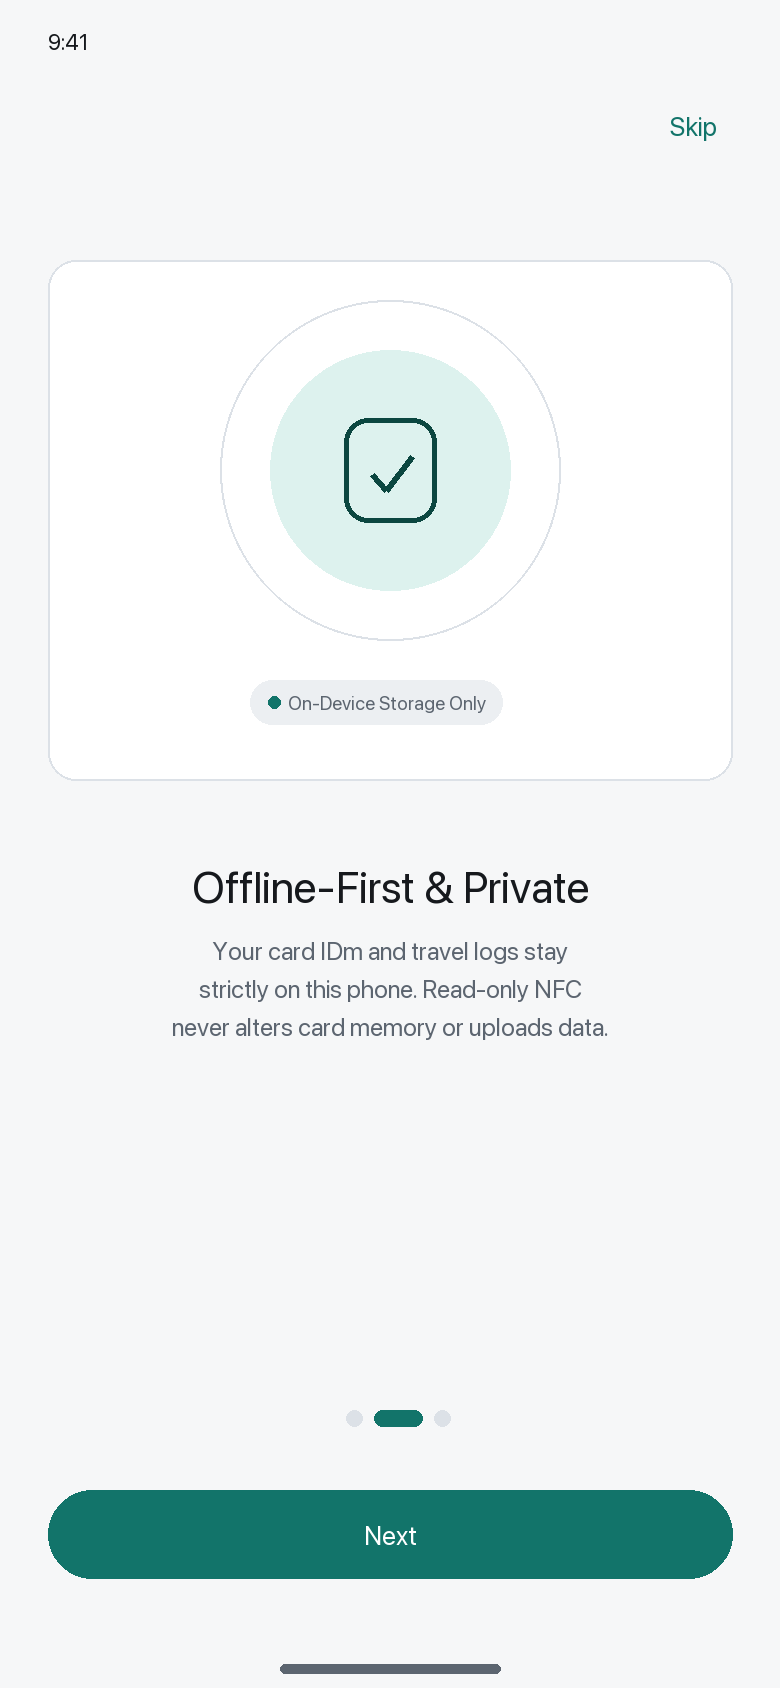 9:41
Skip
On-Device Storage Only
Offline-First & Private
Your card IDm and travel logs stay
strictly on this phone. Read-only NFC
never alters card memory or uploads data.
Next